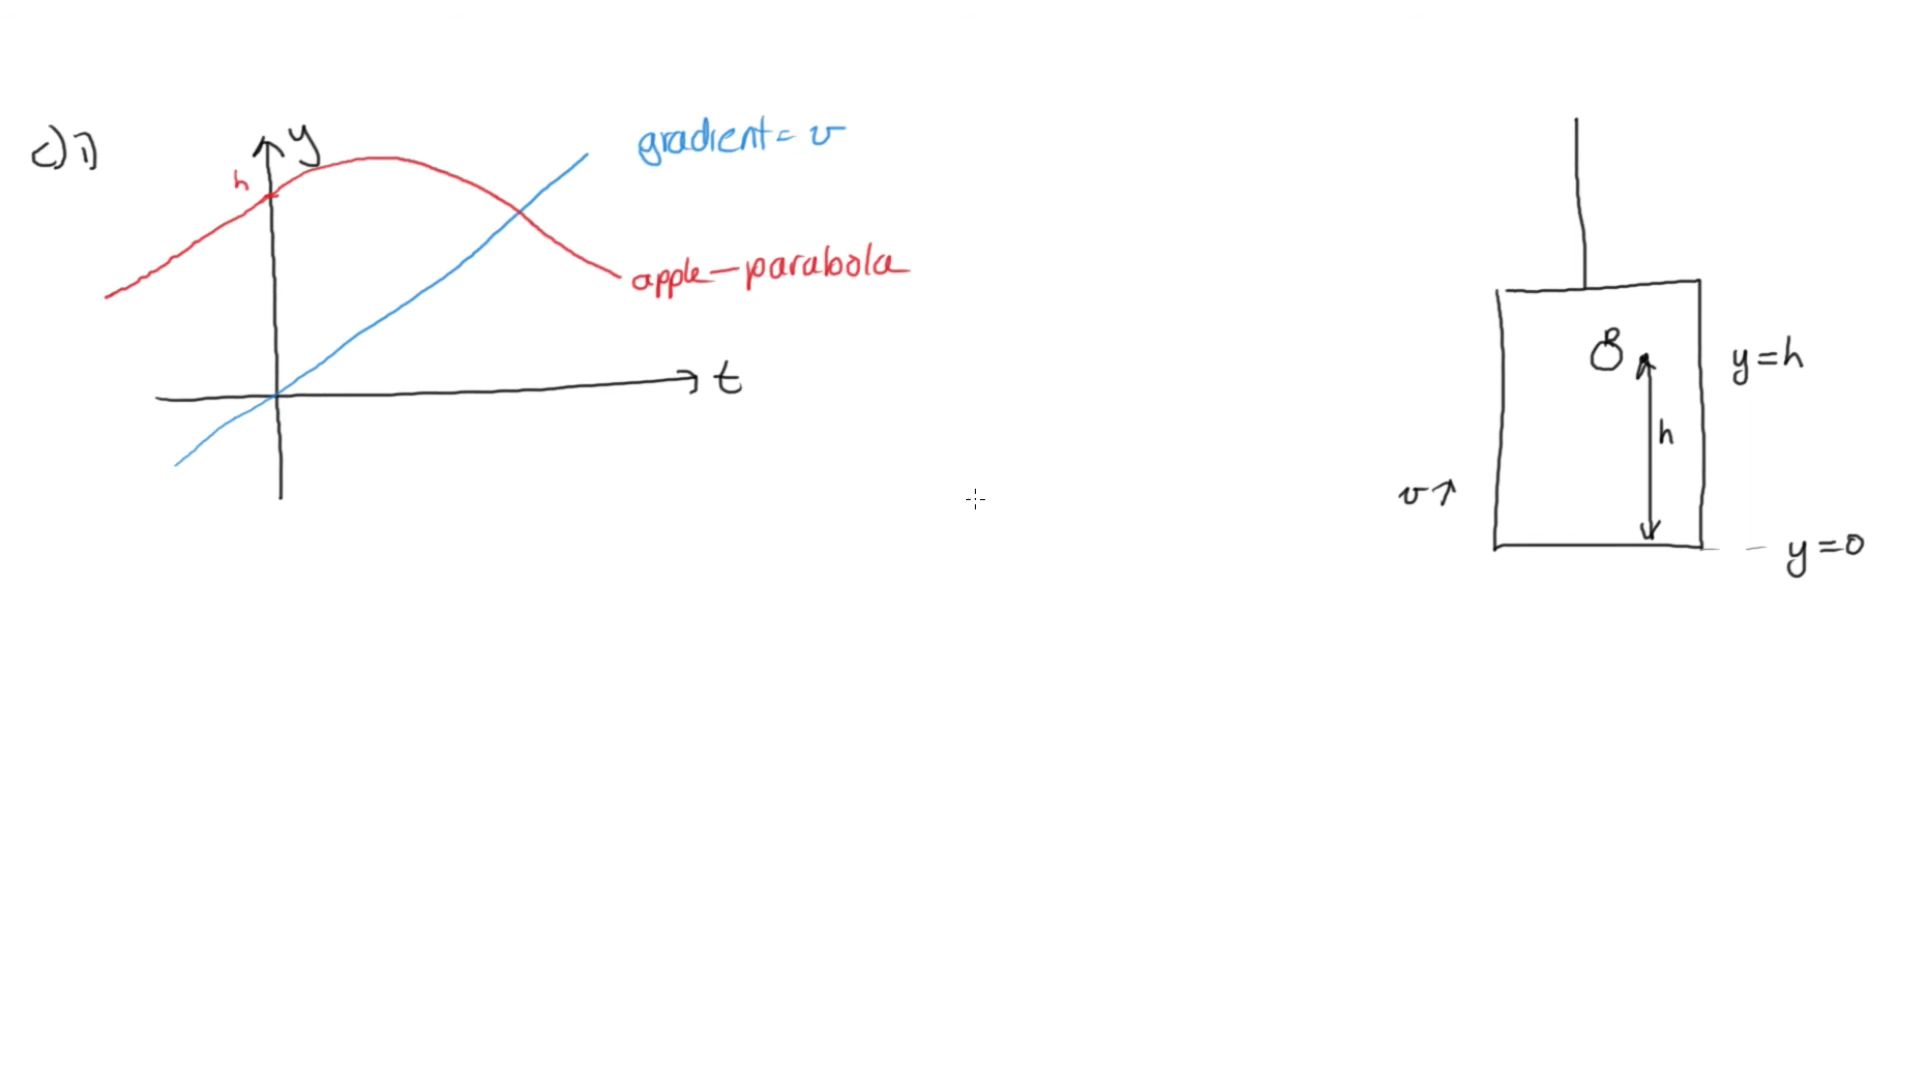 c) i)
y
gradient = v
h
apple – parabola
t
y = h
h
v ↑
y = 0